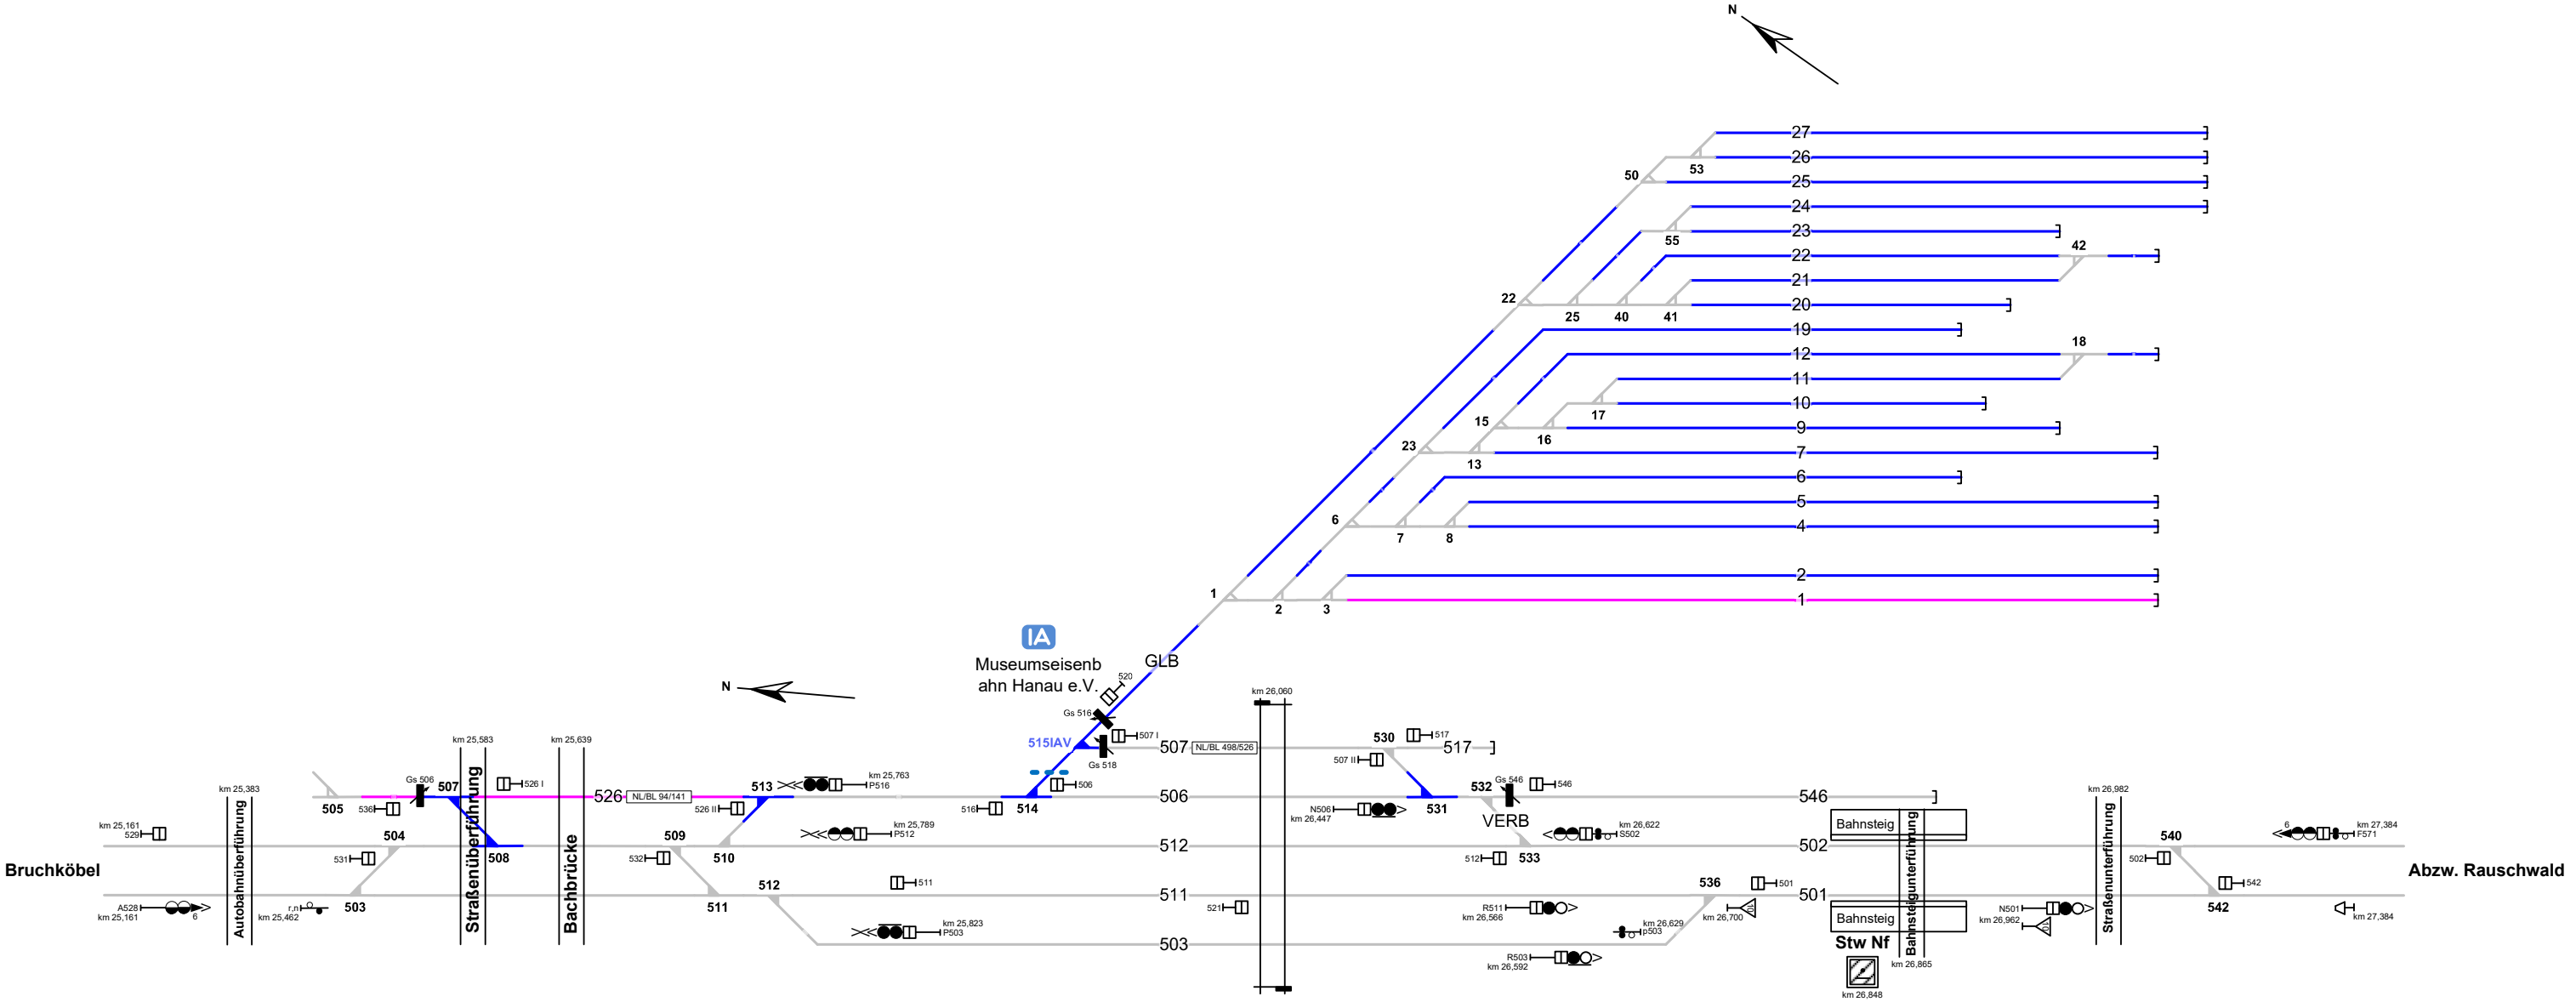 N
27
26
53
50
25
24
23
55
22
42
21
22
20
25
40
41
19
12
18
11
10
17
15
9
16
23
7
13
6
5
6
4
7
8
2
1
1
2
3
IA
Museumseisenb
ahn Hanau e.V.
GLB
520
N
Gs 516
km 26,060
515IAV
507 I
507
NL/BL 498/526
530
517
517
Gs 518
507 II
km 25,583
km 25,639
km 25,383
Gs 506
507
526 I
513
km 25,763
P516
506
Gs 546
532
546
km 26,982
505
536
526
NL/BL 94/141
526 II
516
514
506
N506
km 26,447
531
546
VERB
km 25,161
529
504
509
km 25,789
P512
km 26,622
S502
Bahnsteig
540
6
km 27,384
F571
Bruchköbel
531
508
532
510
512
512
533
502
502
Abzw. Rauschwald
512
511
536
501
542
A528
km 25,161
6
r,n
km 25,462
503
511
511
521
R511
km 26,566
km 26,700
10
501
Bahnsteig
N501
km 26,962
10
542
km 27,384
km 25,823
P503
503
km 26,629
p503
R503
km 26,592
Stw Nf
km 26,865
km 26,848
Autobahnüberführung
Straßenüberführung
Bachbrücke
Bahnsteigunterführung
Straßenunterführung